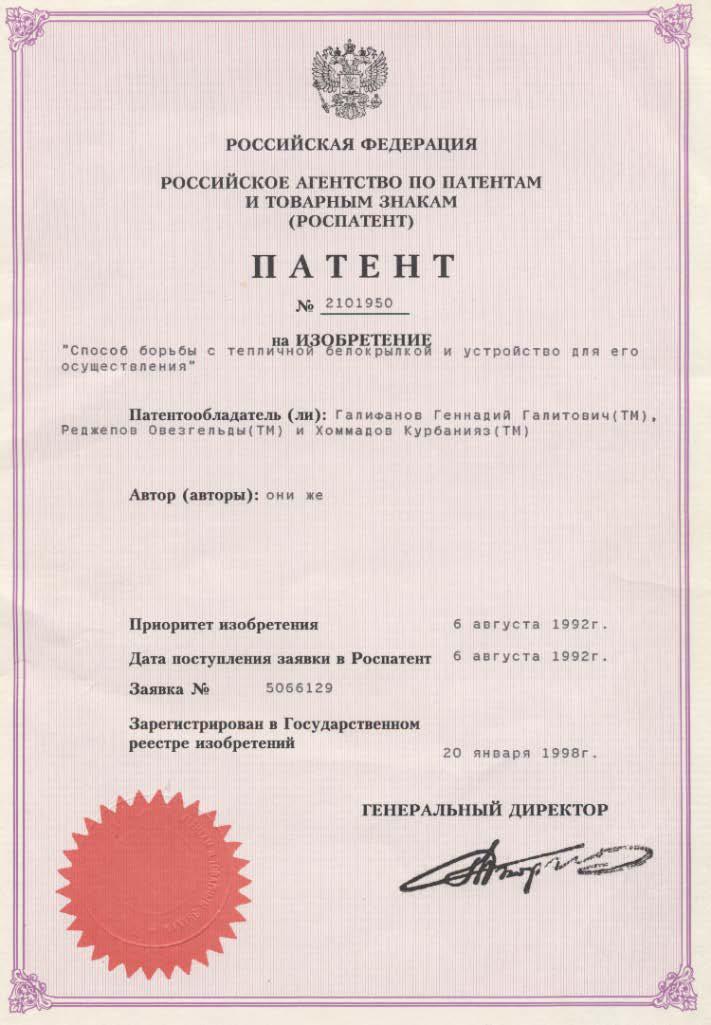 РОССИЙСКАЯ ФЕДЕРАЦИЯ
РОССИЙСКОЕ АГЕНТСТВО ПО ПАТЕНТАМ
И ТОВАРНЫМ ЗНАКАМ
(РОСПАТЕНТ)
ПАТЕНТ
№ 2101950
на ИЗОБРЕТЕНИЕ
"Способ борьбы с тепличной белокрылкой и устройство для его
осуществления"
Патентообладатель (ли): Галифанов Геннадий Галитович(ТМ),
Реджепов Овезгельды(ТМ) и Хоммадов Курбанияз(ТМ)
Автор (авторы): они же
Приоритет изобретения 6 августа 1992г.
Дата поступления заявки в Роспатент 6 августа 1992г.
Заявка № 5066129
Зарегистрирован в Государственном
реестре изобретений 20 января 1998г.
ГЕНЕРАЛЬНЫЙ ДИРЕКТОР